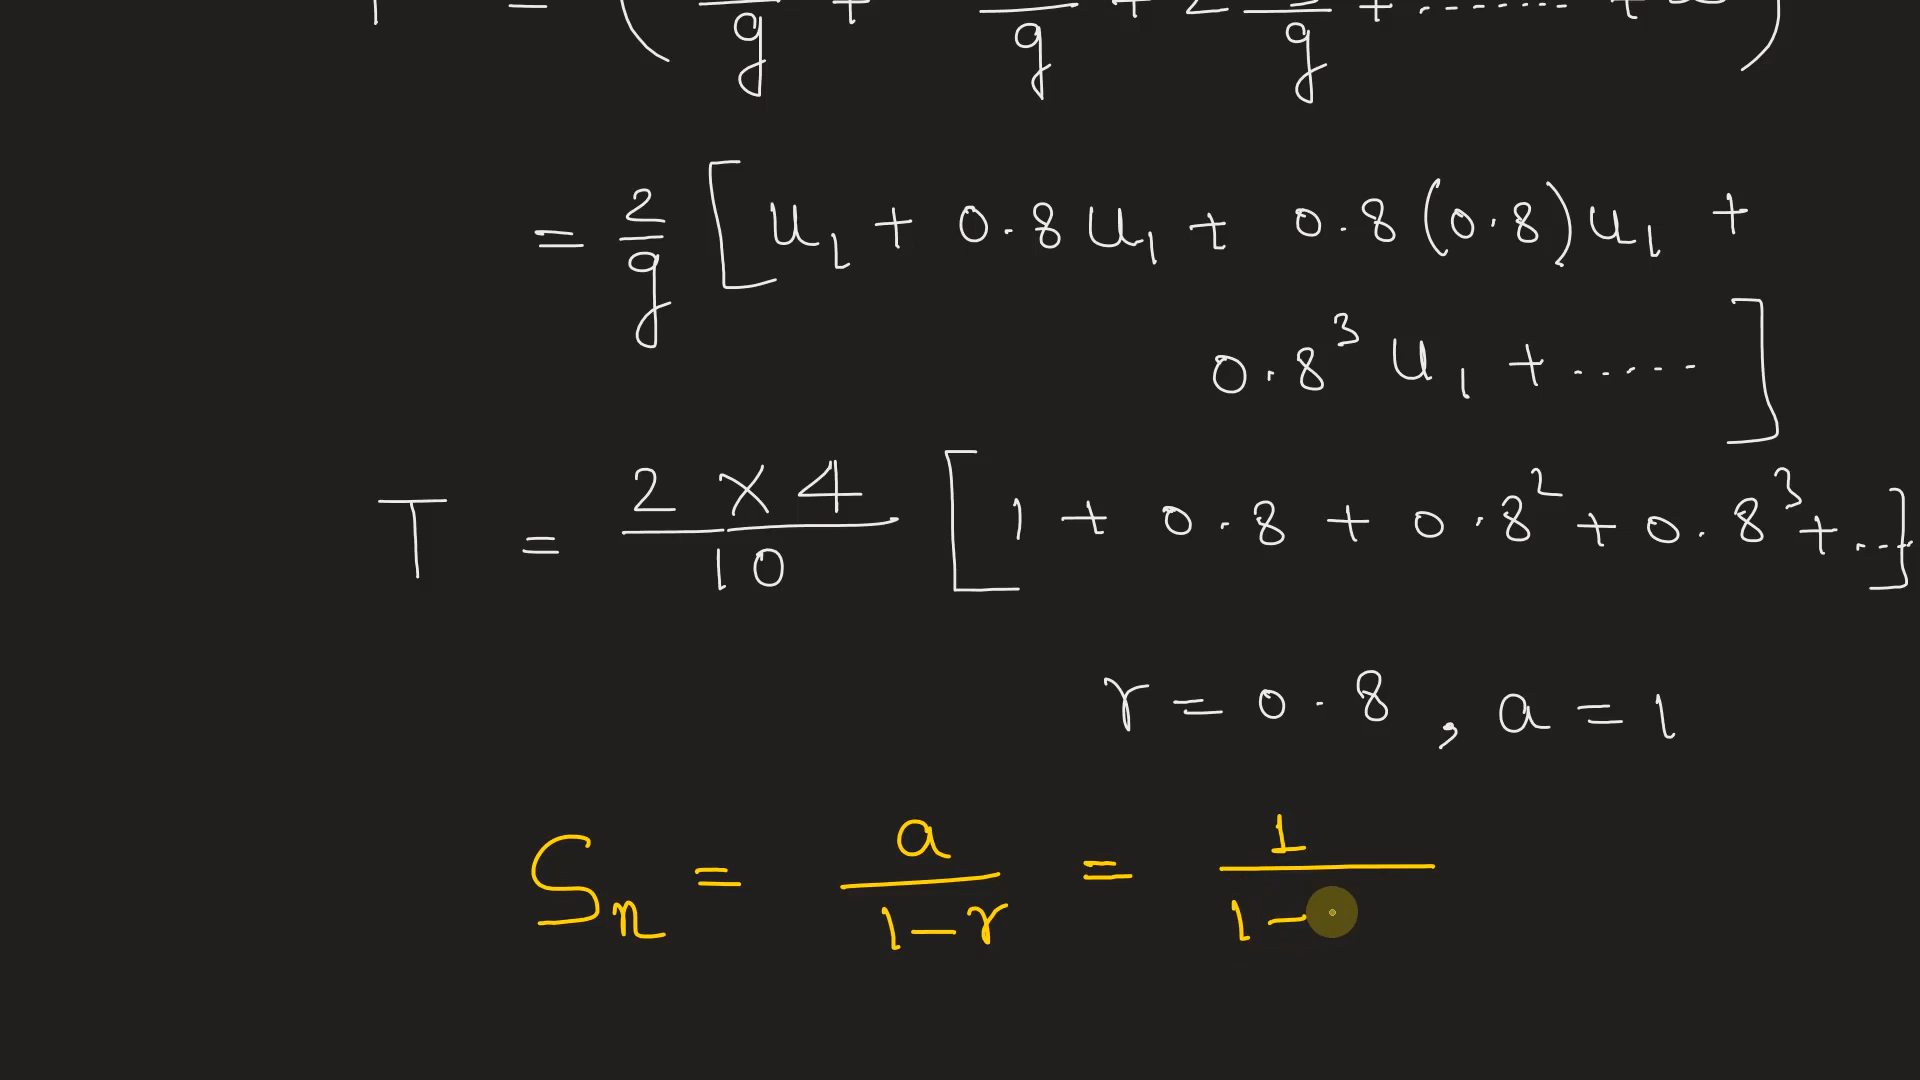 = ( g + g + 2 g + ....... + )
= 2/g [ u₁ + 0.8 u₁ + 0.8 (0.8) u₁ +
0.8³ u₁ + ..... ]
T = 2 × 4 / 10 [ 1 + 0.8 + 0.8² + 0.8³ + ... ]
r = 0.8 , a = 1
Sₙ = a / 1 − r = 1 / 1 −